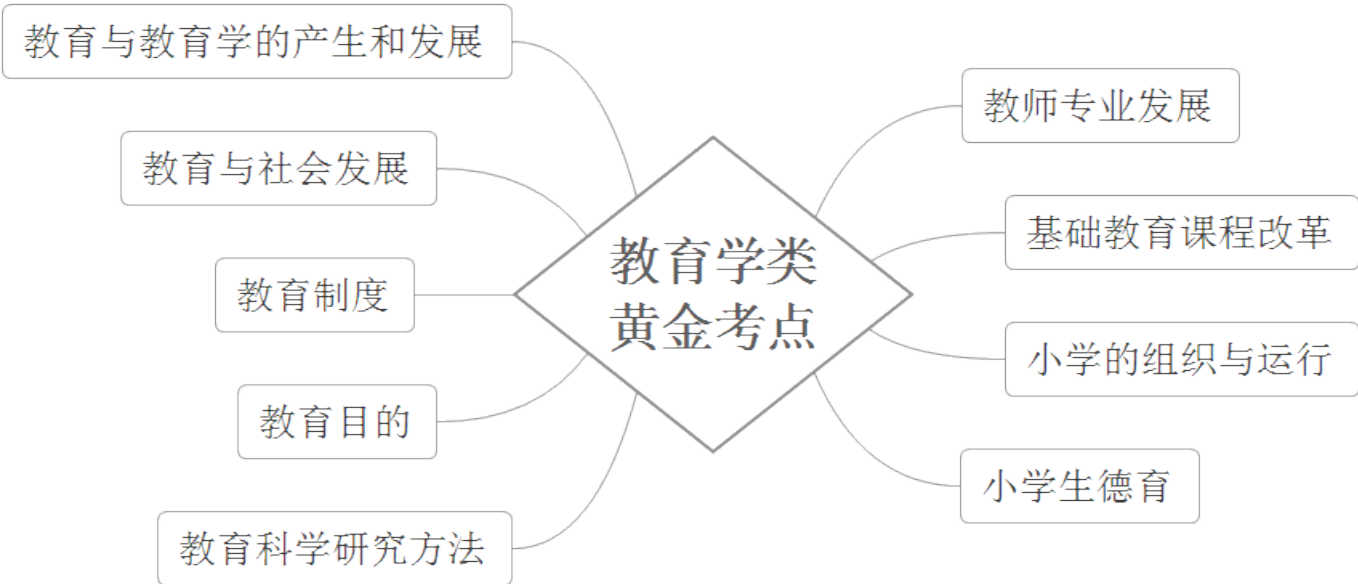 教育与教育学的产生和发展
教育与社会发展
教育制度
教育目的
教育科学研究方法
教育学类
黄金考点
教师专业发展
基础教育课程改革
小学的组织与运行
小学生德育